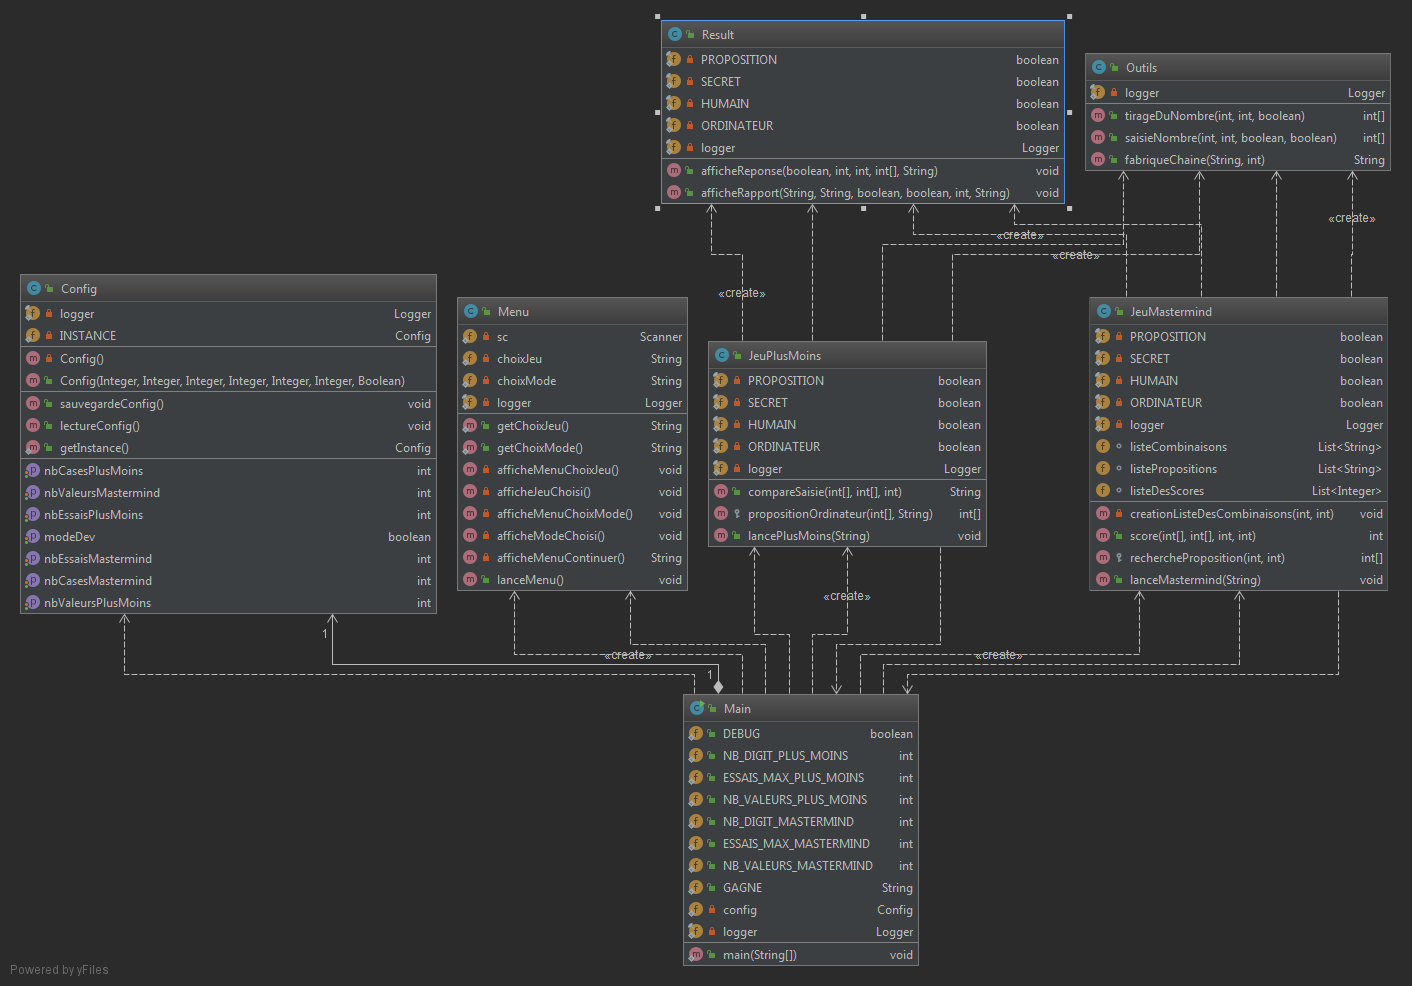 Result
PROPOSITION boolean
SECRET boolean
HUMAIN boolean
ORDINATEUR boolean
logger Logger
afficheReponse(boolean, int, int, int[], String) void
afficheRapport(String, String, boolean, boolean, int, String) void
Outils
logger Logger
tirageDuNombre(int, int, boolean) int[]
saisieNombre(int, int, boolean, boolean) int[]
fabriqueChaine(String, int) String
«create»
«create»
«create»
«create»
Config
logger Logger
INSTANCE Config
Config()
Config(Integer, Integer, Integer, Integer, Integer, Integer, Boolean)
sauvegardeConfig() void
lectureConfig() void
getInstance() Config
nbCasesPlusMoins int
nbValeursMastermind int
nbEssaisPlusMoins int
modeDev boolean
nbEssaisMastermind int
nbCasesMastermind int
nbValeursPlusMoins int
Menu
sc Scanner
choixJeu String
choixMode String
logger Logger
getChoixJeu() String
getChoixMode() String
afficheMenuChoixJeu() void
afficheJeuChoisi() void
afficheMenuChoixMode() void
afficheModeChoisi() void
afficheMenuContinuer() String
lanceMenu() void
JeuPlusMoins
PROPOSITION boolean
SECRET boolean
HUMAIN boolean
ORDINATEUR boolean
logger Logger
compareSaisie(int[], int[], int) String
propositionOrdinateur(int[], String) int[]
lancePlusMoins(String) void
JeuMastermind
PROPOSITION boolean
SECRET boolean
HUMAIN boolean
ORDINATEUR boolean
logger Logger
listeCombinaisons List<String>
listePropositions List<String>
listeDesScores List<Integer>
creationListeDesCombinaisons(int, int) void
score(int[], int[], int, int) int
rechercheProposition(int, int) int[]
lanceMastermind(String) void
«create»
1
«create»
«create»
1
Main
DEBUG boolean
NB_DIGIT_PLUS_MOINS int
ESSAIS_MAX_PLUS_MOINS int
NB_VALEURS_PLUS_MOINS int
NB_DIGIT_MASTERMIND int
ESSAIS_MAX_MASTERMIND int
NB_VALEURS_MASTERMIND int
GAGNE String
config Config
logger Logger
main(String[]) void
Powered by yFiles